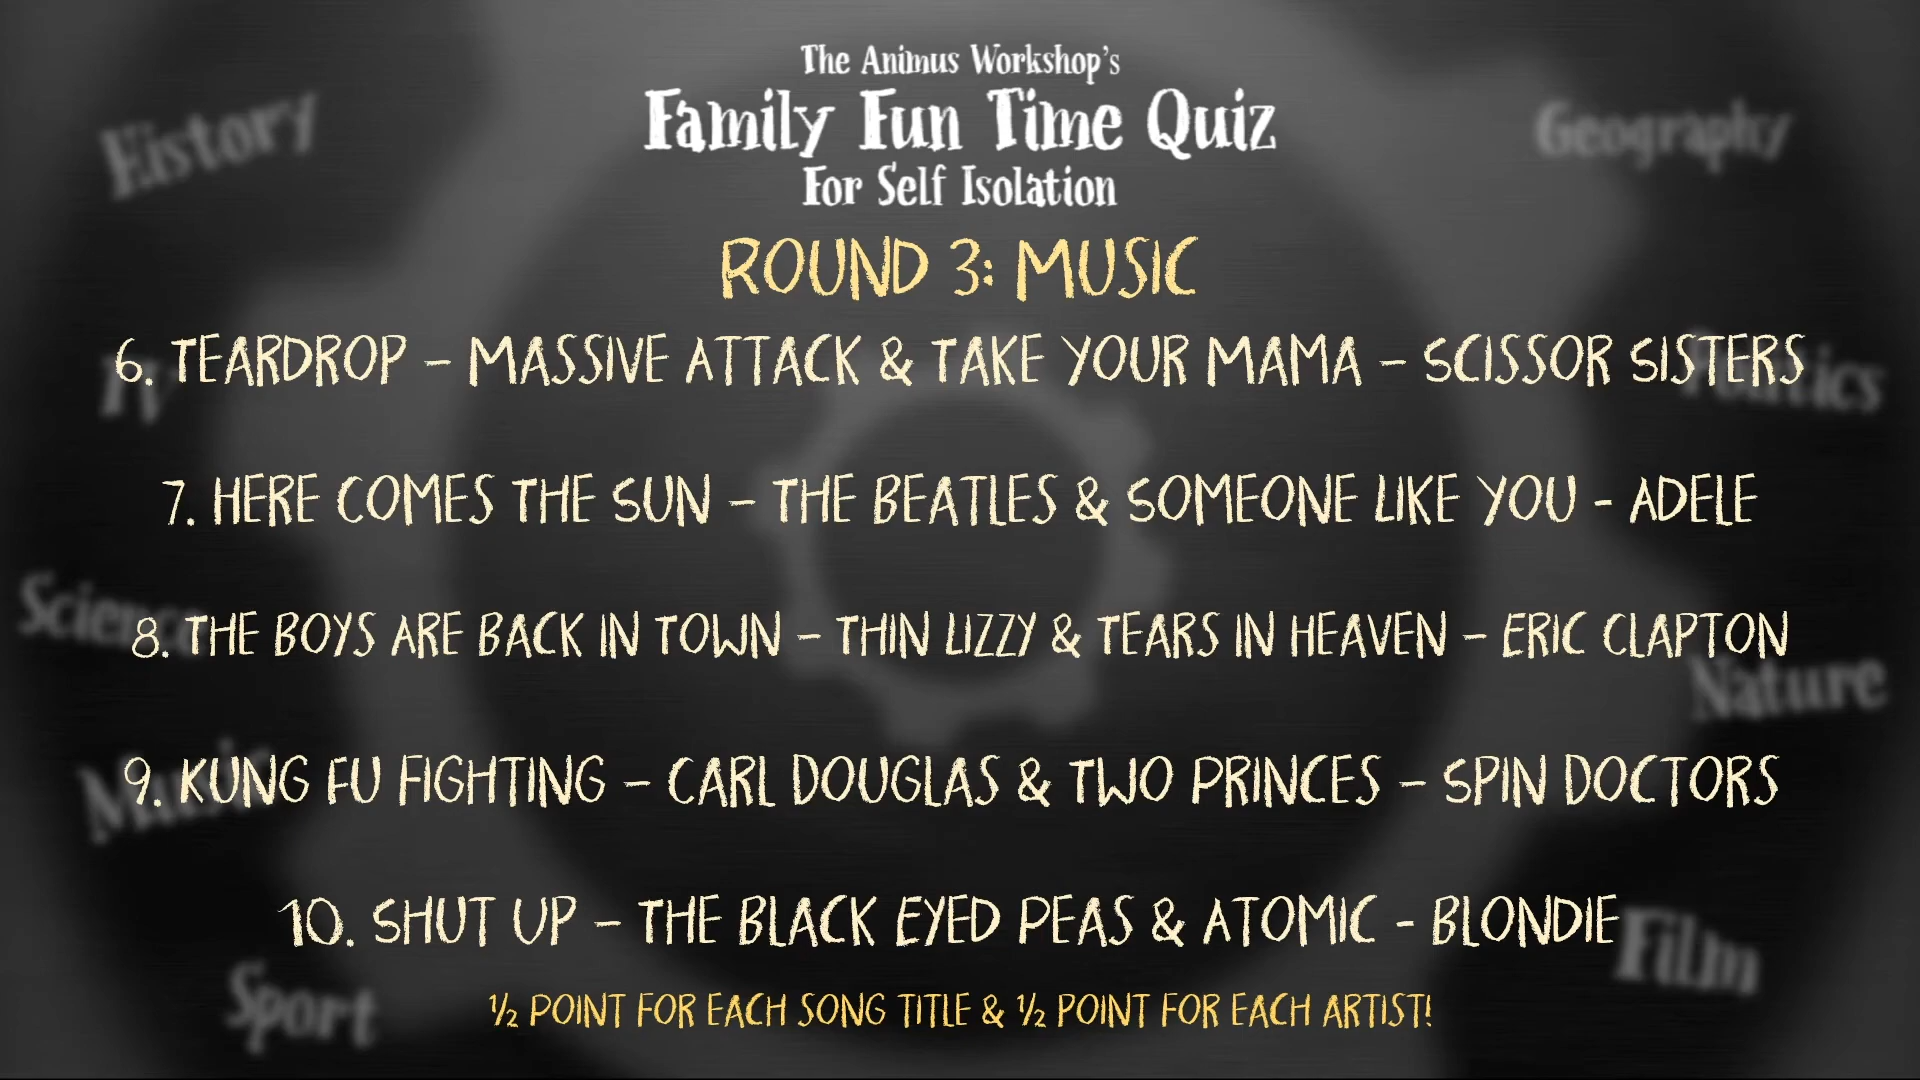 The Animus Workshop's
Family Fun Time Quiz
For Self Isolation
History
Geography
ROUND 3: MUSIC
6. TEARDROP – MASSIVE ATTACK & TAKE YOUR MAMA – SCISSOR SISTERS
TV
Politics
7. HERE COMES THE SUN – THE BEATLES & SOMEONE LIKE YOU - ADELE
Science
8. THE BOYS ARE BACK IN TOWN – THIN LIZZY & TEARS IN HEAVEN – ERIC CLAPTON
Nature
Music
9. KUNG FU FIGHTING – CARL DOUGLAS & TWO PRINCES – SPIN DOCTORS
10. SHUT UP – THE BLACK EYED PEAS & ATOMIC - BLONDIE
Film
Sport
½ POINT FOR EACH SONG TITLE & ½ POINT FOR EACH ARTIST!